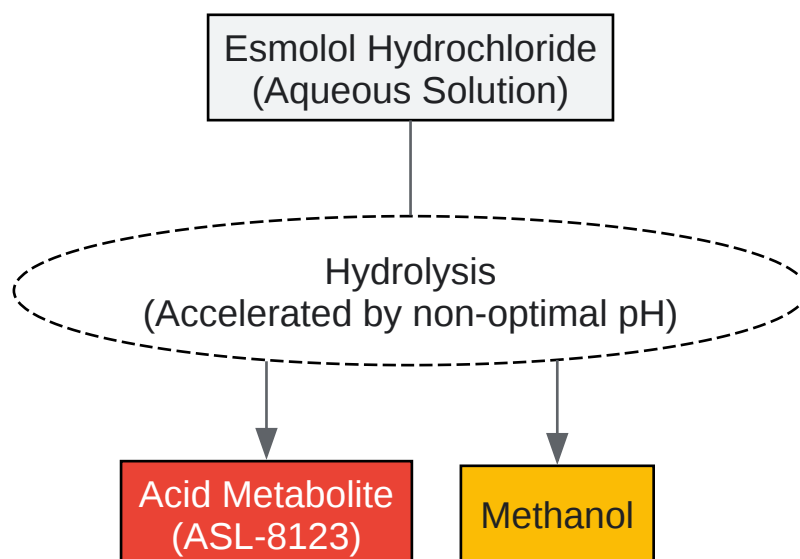 Esmolol Hydrochloride
(Aqueous Solution)
Hydrolysis
(Accelerated by non-optimal pH)
Acid Metabolite
(ASL-8123)
Methanol